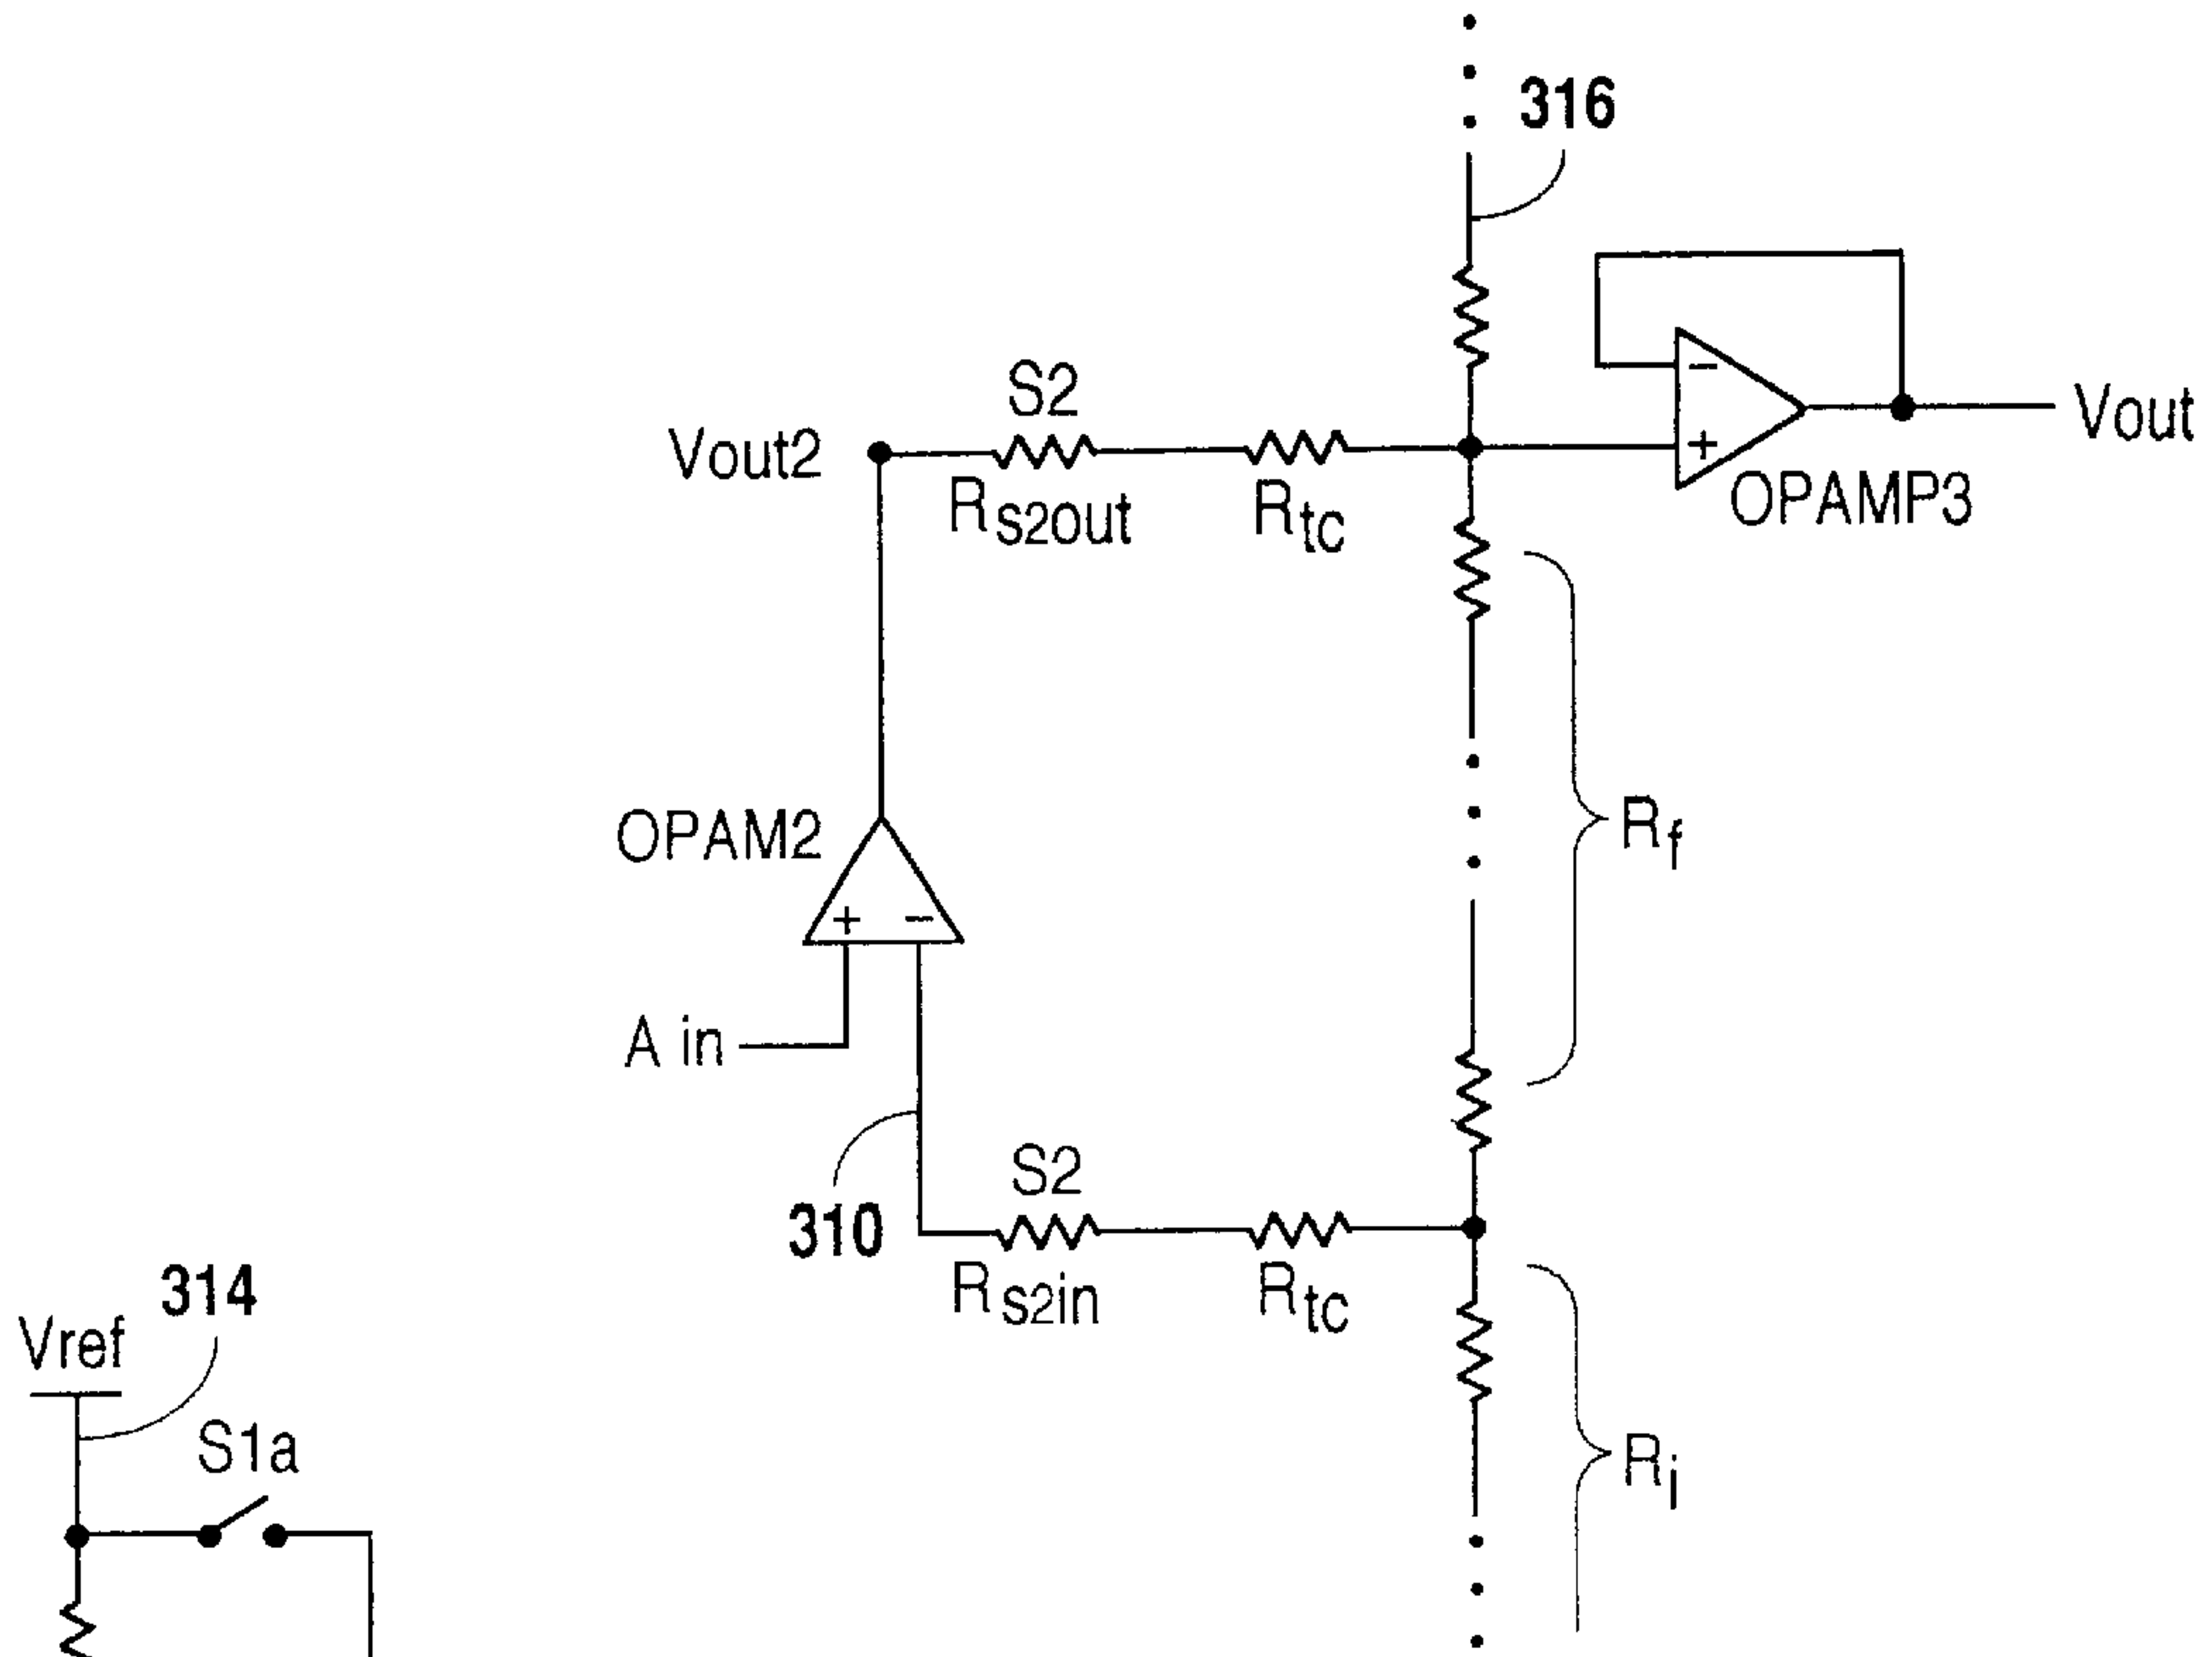 316
S2
Vout2
Rs2out
Rtc
−
+
OPAMP3
Vout
OPAM2
+ −
Rf
A in
310
S2
Rs2in
Rtc
314
Vref
S1a
Ri